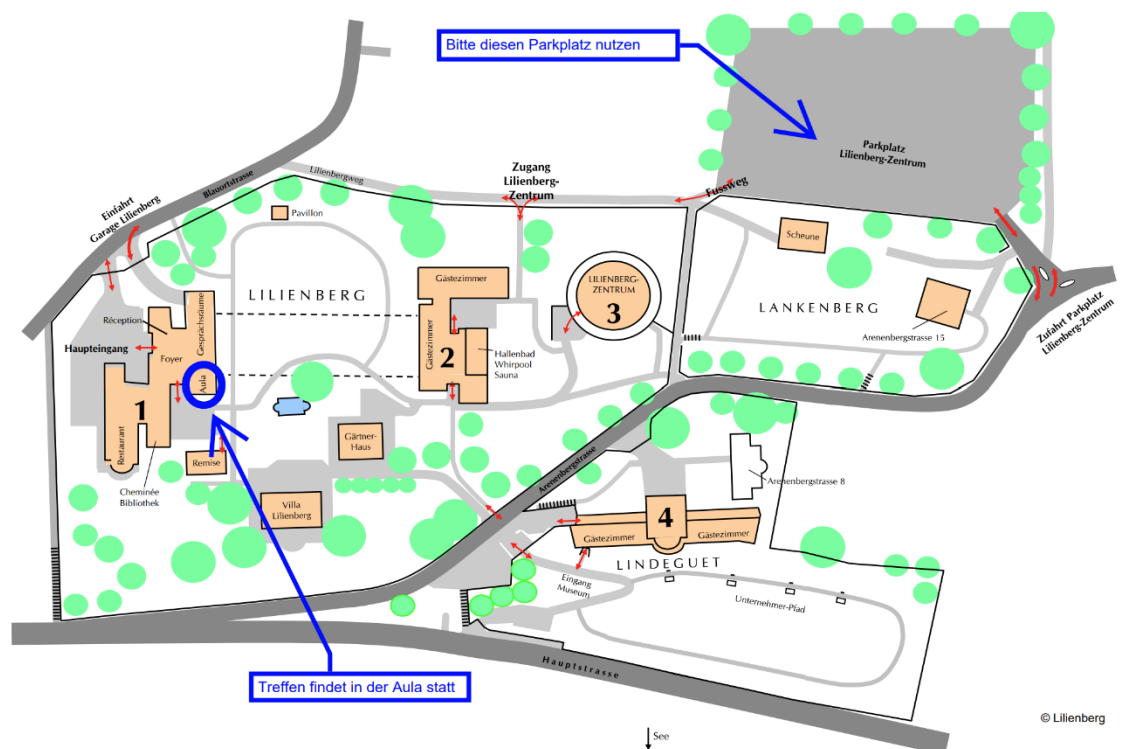 Bitte diesen Parkplatz nutzen
Parkplatz
Lilienberg-Zentrum
Blauortstrasse
Lilienbergweg
Zugang
Lilienberg-
Zentrum
Fussweg
Einfahrt
Garage Lilienberg
Pavillon
Scheune
Gästezimmer
LILIENBERG-
ZENTRUM
3
LILIENBERG
LANKENBERG
Zufahrt Parkplatz
Lilienberg-Zentrum
Réception
Gesprächsräume
Haupteingang
Foyer
Gästezimmer
2
Hallenbad
Whirpool
Sauna
Arenenbergstrasse 15
Aula
1
Restaurant
Remise
Gärtner-
Haus
Arenenbergstrasse
Cheminée
Bibliothek
Villa
Lilienberg
Arenenbergstrasse 8
4
Gästezimmer
Gästezimmer
LINDEGUET
Eingang
Museum
Unternehmer-Pfad
Hauptstrasse
Treffen findet in der Aula statt
See
© Lilienberg